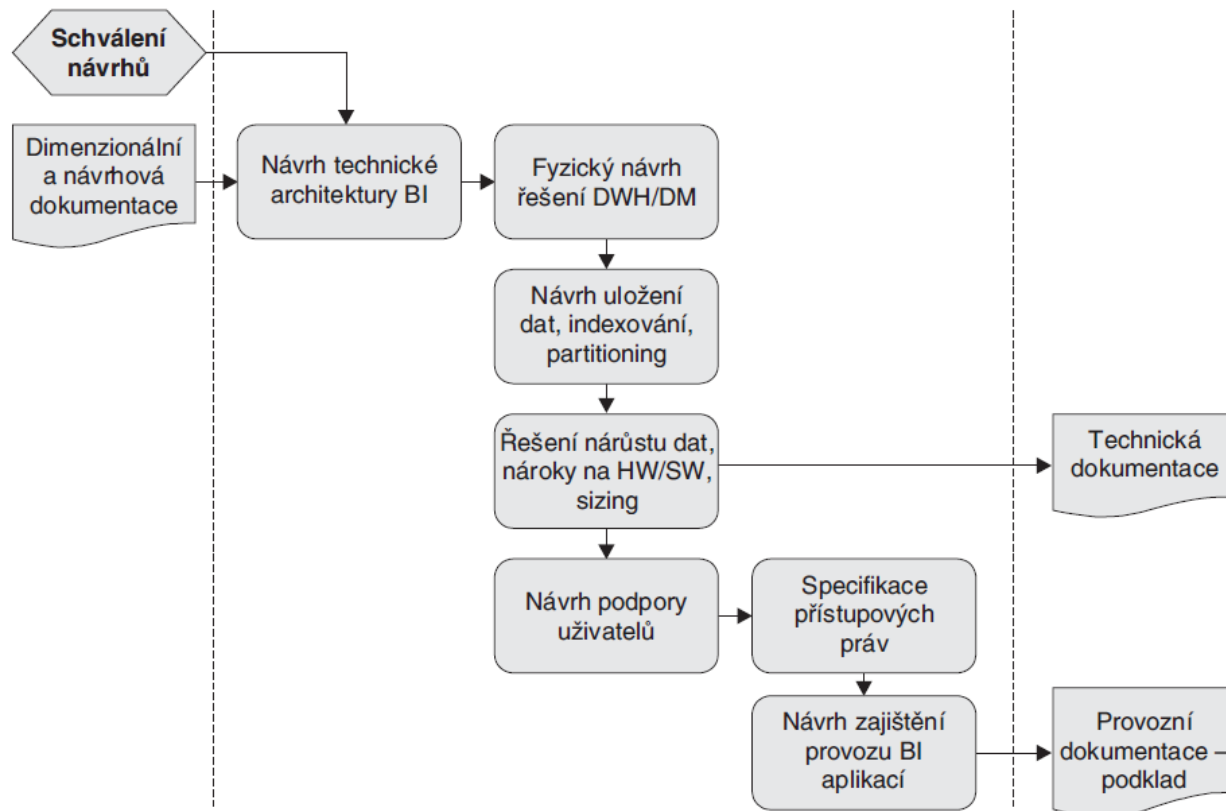 Schválení
návrhů
Dimenzionální
a návrhová
dokumentace
Návrh technické
architektury BI
Fyzický návrh
řešení DWH/DM
Návrh uložení
dat, indexování,
partitioning
Řešení nárůstu dat,
nároky na HW/SW,
sizing
Technická
dokumentace
Návrh podpory
uživatelů
Specifikace
přístupových
práv
Návrh zajištění
provozu BI
aplikací
Provozní
dokumentace –
podklad